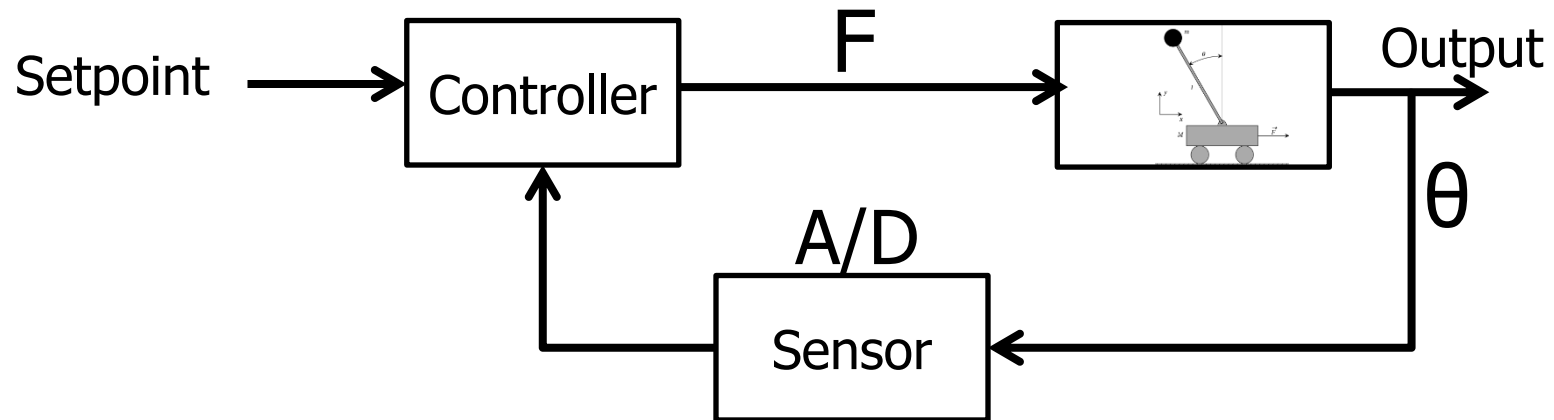 Setpoint
Controller
F
m
θ
l
y
x
M
F
Output
θ
A/D
Sensor